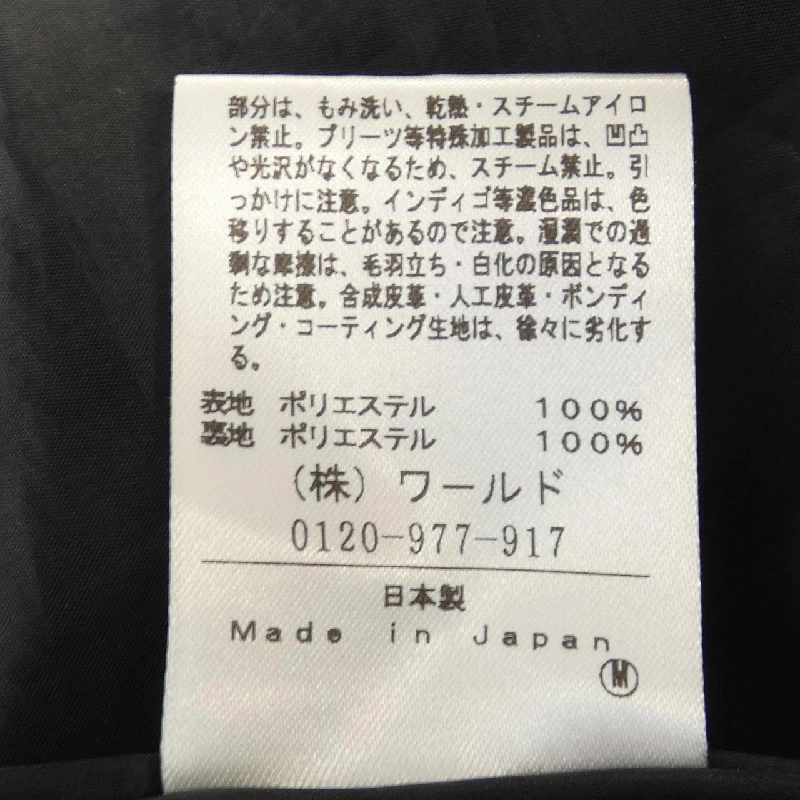 部分は、もみ洗い、乾熱・スチームアイロ
ン禁止。プリーツ等特殊加工製品は、凹凸
や光沢がなくなるため、スチーム禁止。引
っかけに注意。インディゴ等濃色品は、色
移りすることがあるので注意。湿潤での過
剰な摩擦は、毛羽立ち・白化の原因となる
ため注意。合成皮革・人工皮革・ボンディ
ング・コーティング生地は、徐々に劣化す
る。
表地 ポリエステル 100%
裏地 ポリエステル 100%
(株) ワールド
0120-977-917
日本製
Made in Japan
M